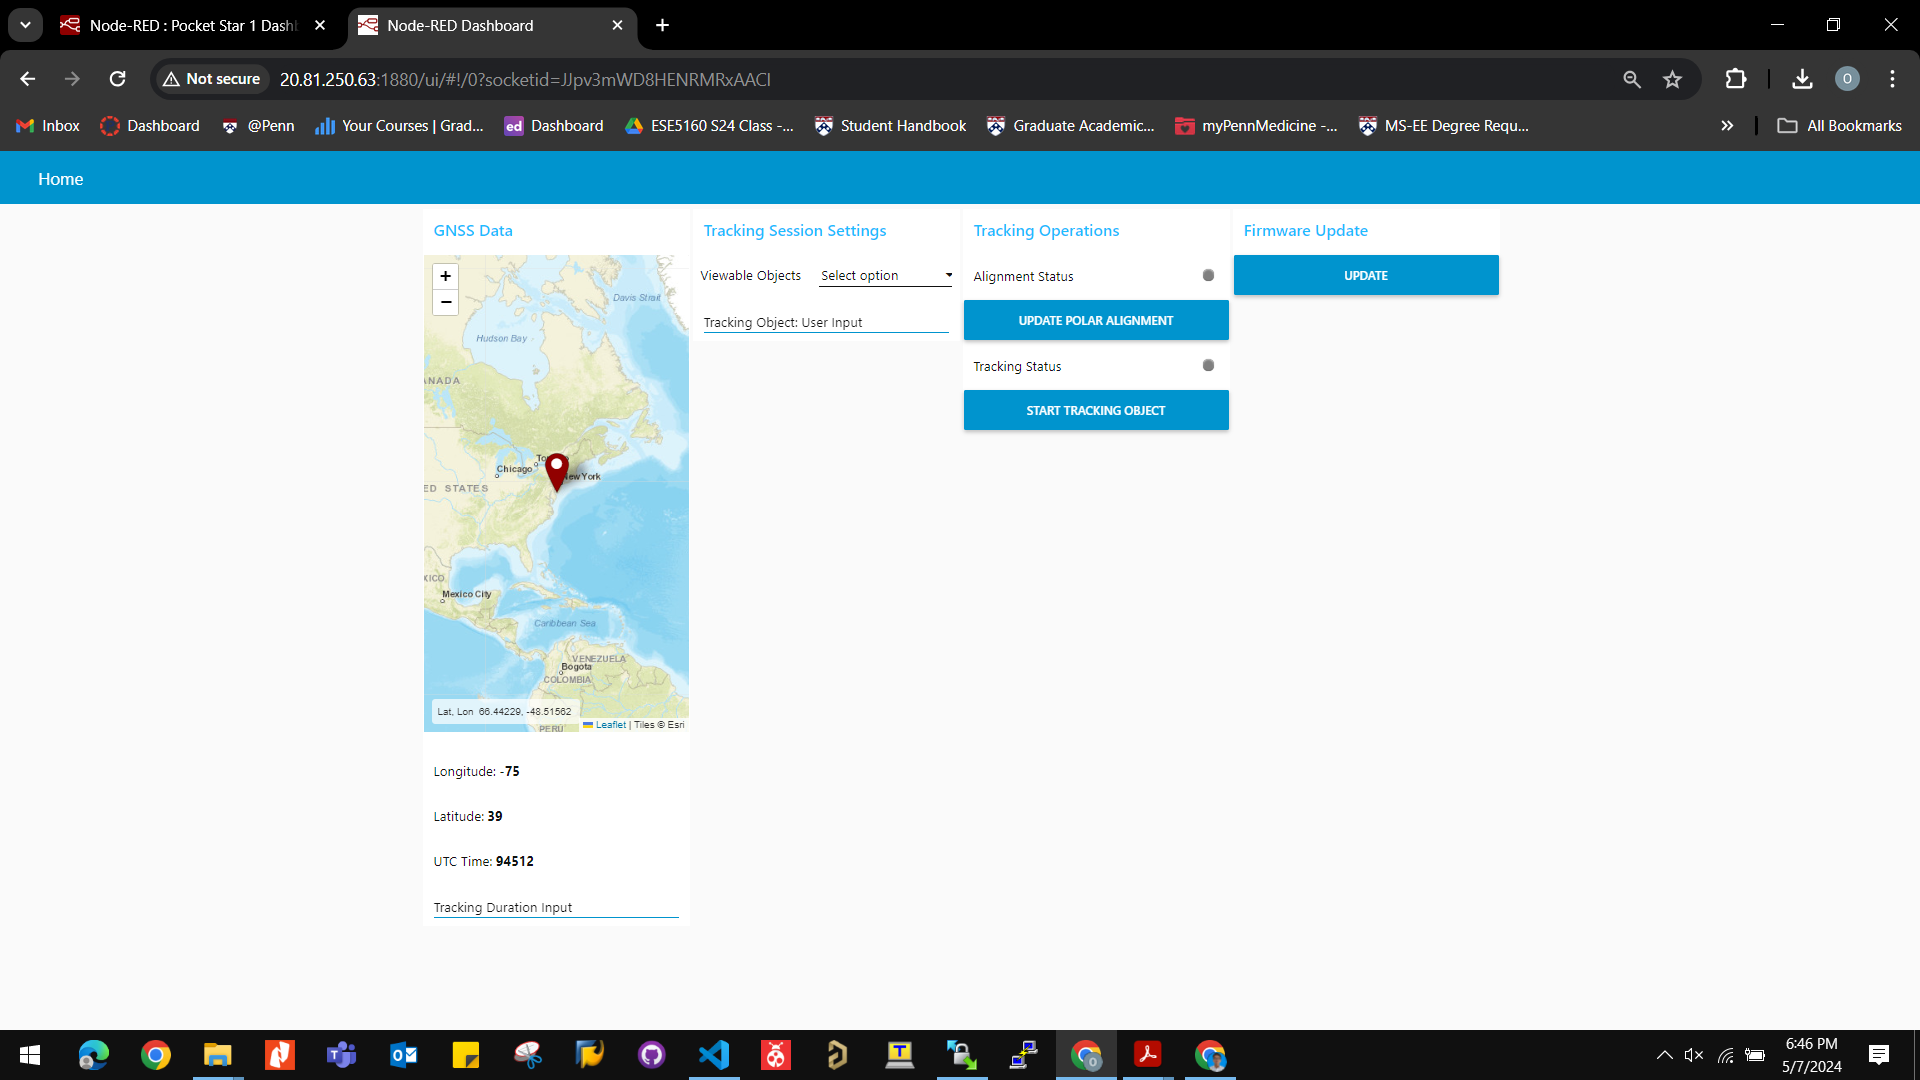 Node-RED : Pocket Star 1 Dash
Node-RED Dashboard
Not secure
20.81.250.63:1880/ui/#!/0?socketid=JJpv3mWD8HENRMRxAACI
O
Inbox
Dashboard
@Penn
Your Courses | Grad...
ed
Dashboard
ESE5160 S24 Class -...
Student Handbook
Graduate Academic...
myPennMedicine -...
MS-EE Degree Requ...
All Bookmarks
Home
GNSS Data
+
−
Davis Strait
Hudson Bay
ANADA
Chicago
To
New York
ED STATES
XICO
Mexico City
Caribbean Sea
VENEZUELA
Bogota
COLOMBIA
PERU
Lat, Lon 66.44229, -48.51562
Leaflet | Tiles © Esri
Longitude: -75
Latitude: 39
UTC Time: 94512
Tracking Duration Input
Tracking Session Settings
Viewable Objects
Select option
Tracking Object: User Input
Tracking Operations
Alignment Status
UPDATE POLAR ALIGNMENT
Tracking Status
START TRACKING OBJECT
Firmware Update
UPDATE
6:46 PM
5/7/2024